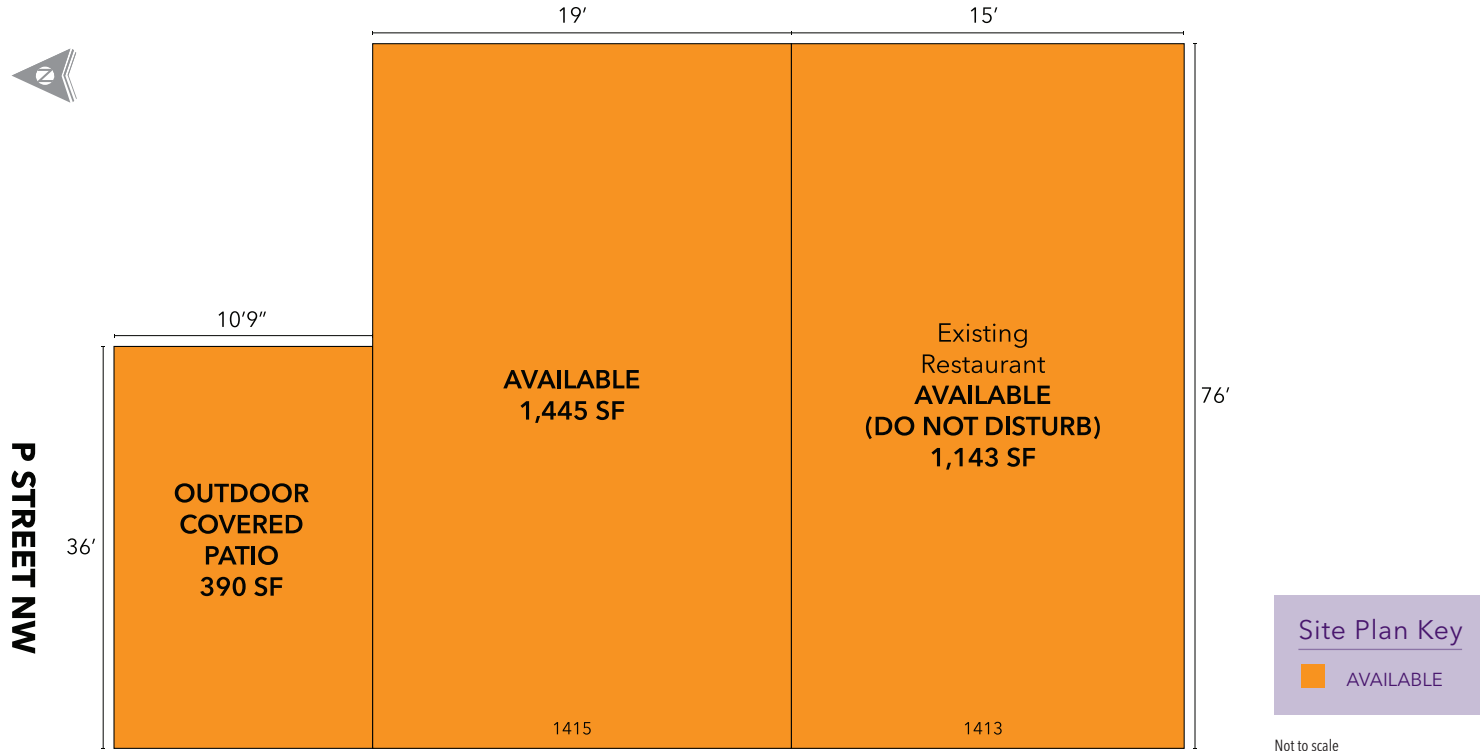 19’
15’
10’9”
Existing
Restaurant
AVAILABLE
(DO NOT DISTURB)
1,143 SF
AVAILABLE
1,445 SF
76’
OUTDOOR
COVERED
PATIO
390 SF
36’
P STREET NW
1415
1413
Site Plan Key
AVAILABLE
Not to scale
N